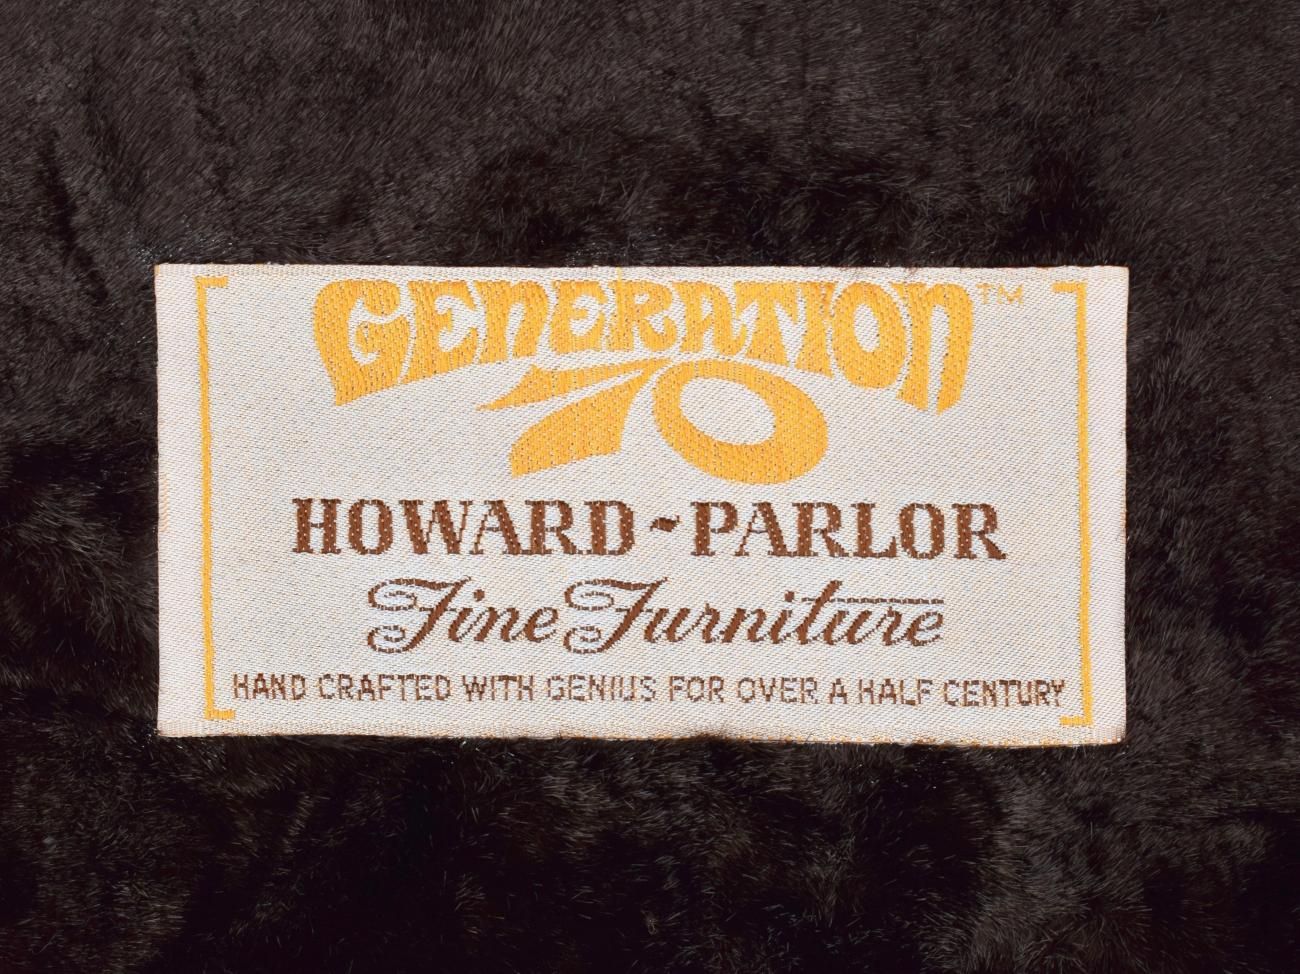 GENERATION™
70
HOWARD-PARLOR
Fine Furniture
HAND CRAFTED WITH GENIUS FOR OVER A HALF CENTURY